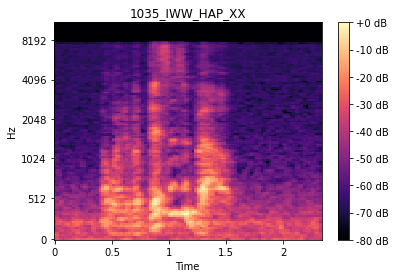 1035_IWW_HAP_XX
+0 dB
8192
-10 dB
4096
-20 dB
-30 dB
2048
Hz
-40 dB
1024
-50 dB
512
-60 dB
-70 dB
0
-80 dB
0 0.5 1 1.5 2
Time